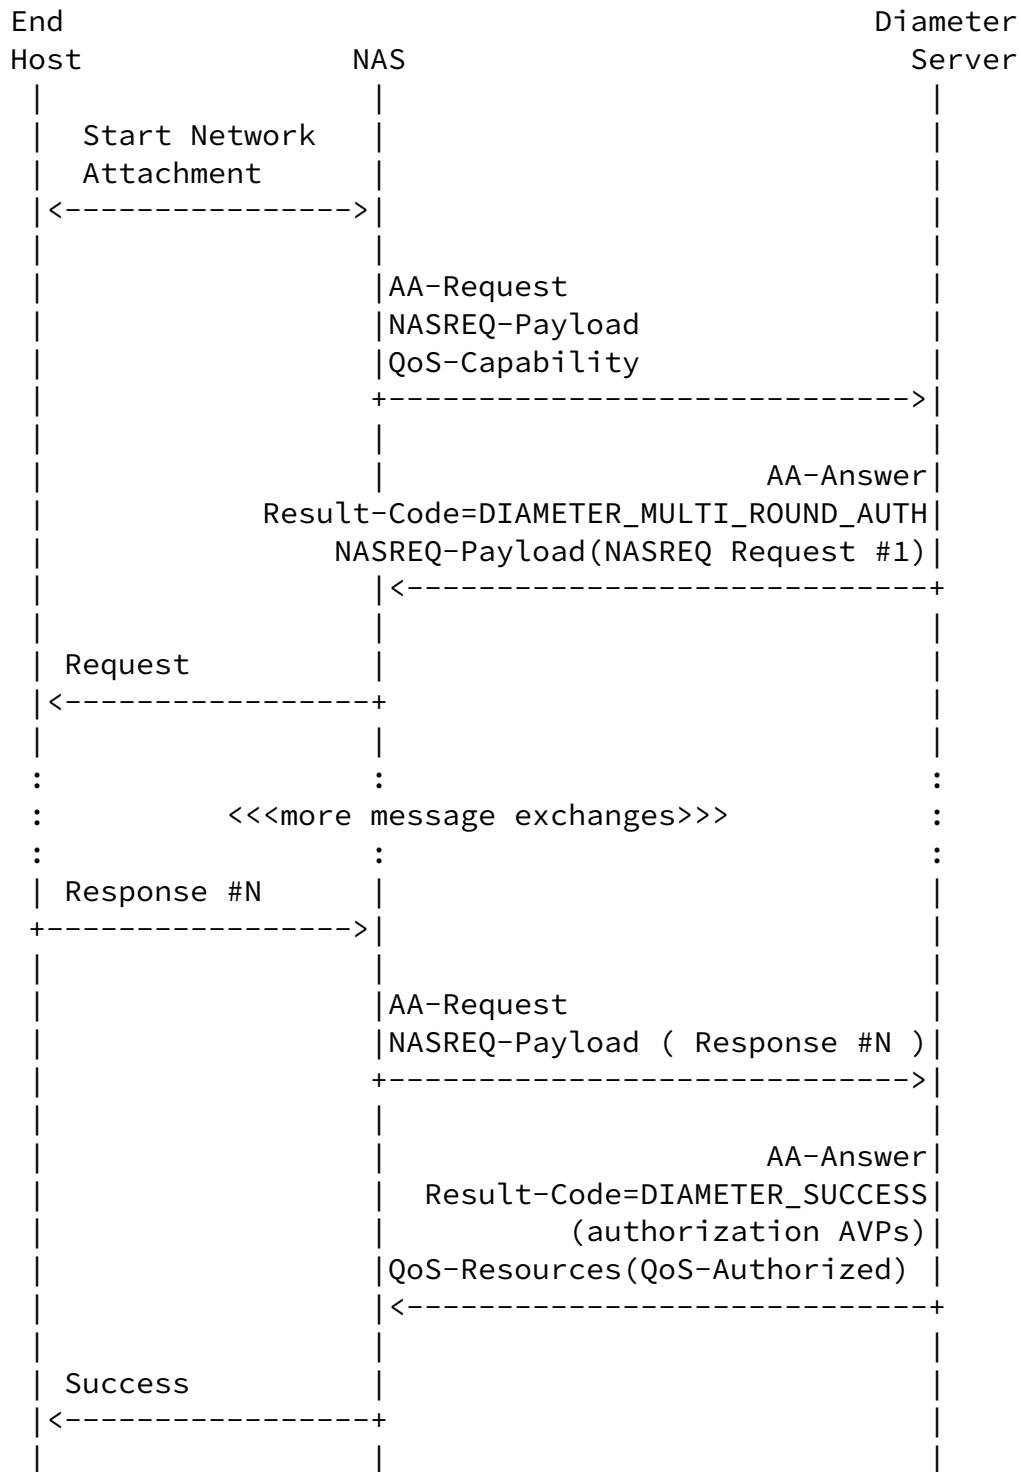 End Diameter
Host NAS Server
Start Network
Attachment
AA-Request
NASREQ-Payload
QoS-Capability
AA-Answer
Result-Code=DIAMETER_MULTI_ROUND_AUTH
NASREQ-Payload(NASREQ Request #1)
Request
<<<more message exchanges>>>
Response #N
AA-Request
NASREQ-Payload ( Response #N )
AA-Answer
Result-Code=DIAMETER_SUCCESS
(authorization AVPs)
QoS-Resources(QoS-Authorized)
Success